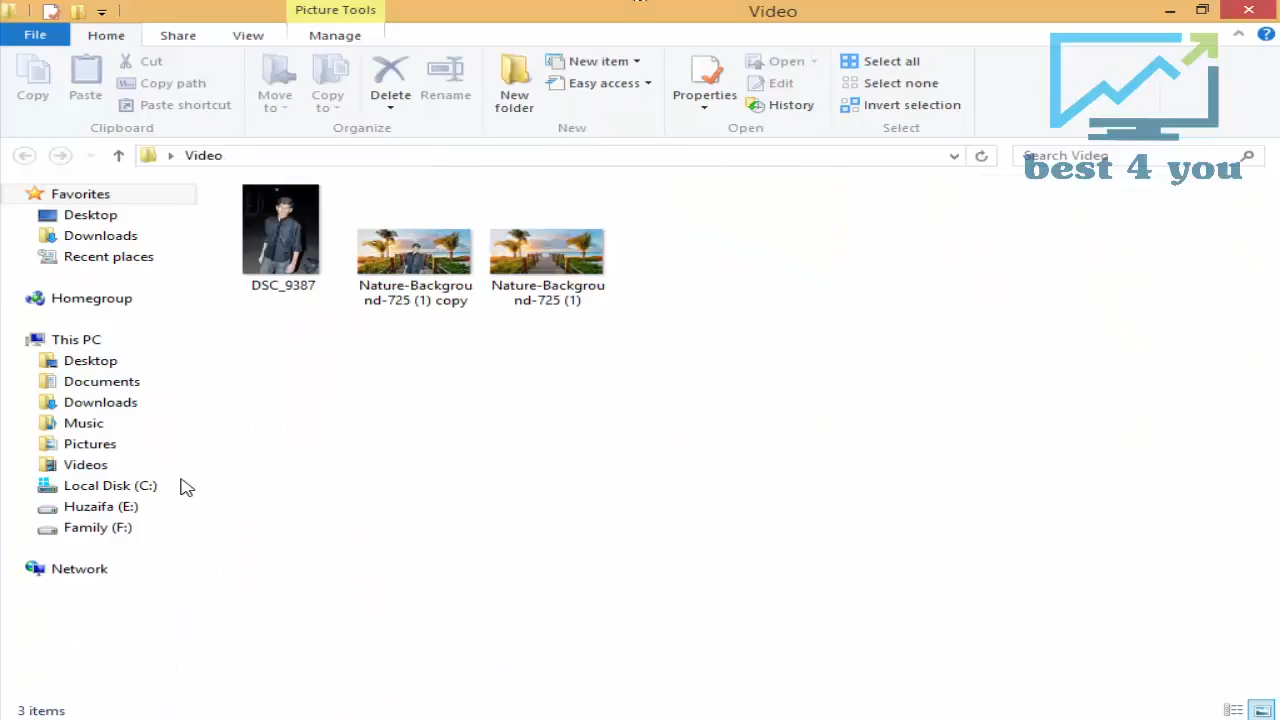 Picture Tools
Video
File
Home
Share
View
Manage
Copy
Paste
Cut
Copy path
Paste shortcut
Clipboard
Move to
Copy to
Delete
Rename
Organize
New folder
New item
Easy access
New
Properties
Open
Edit
History
Open
Select all
Select none
Invert selection
Select
best 4 you
Video
Search Video
Favorites
Desktop
Downloads
Recent places
Homegroup
This PC
Desktop
Documents
Downloads
Music
Pictures
Videos
Local Disk (C:)
Huzaifa (E:)
Family (F:)
Network
DSC_9387
Nature-Backgrou
nd-725 (1) copy
Nature-Backgrou
nd-725 (1)
3 items